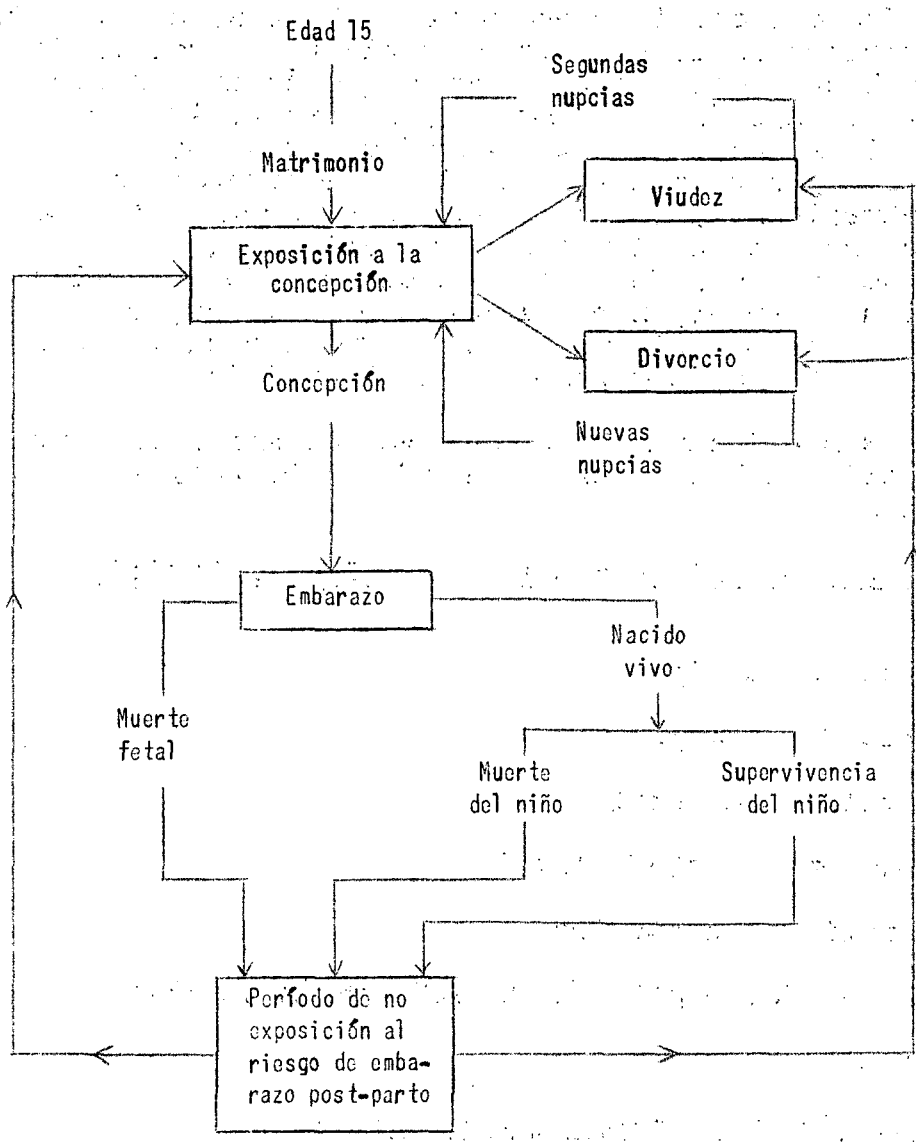 Edad 15
Segundas
nupcias
Matrimonio
Viudez
Exposición a la
concepción
Divorcio
Concepción
Nuevas
nupcias
Embarazo
Nacido
vivo
Muerte
fetal
Muerte
del niño
Supervivencia
del niño
Período de no
exposición al
riesgo de emba-
razo post-parto